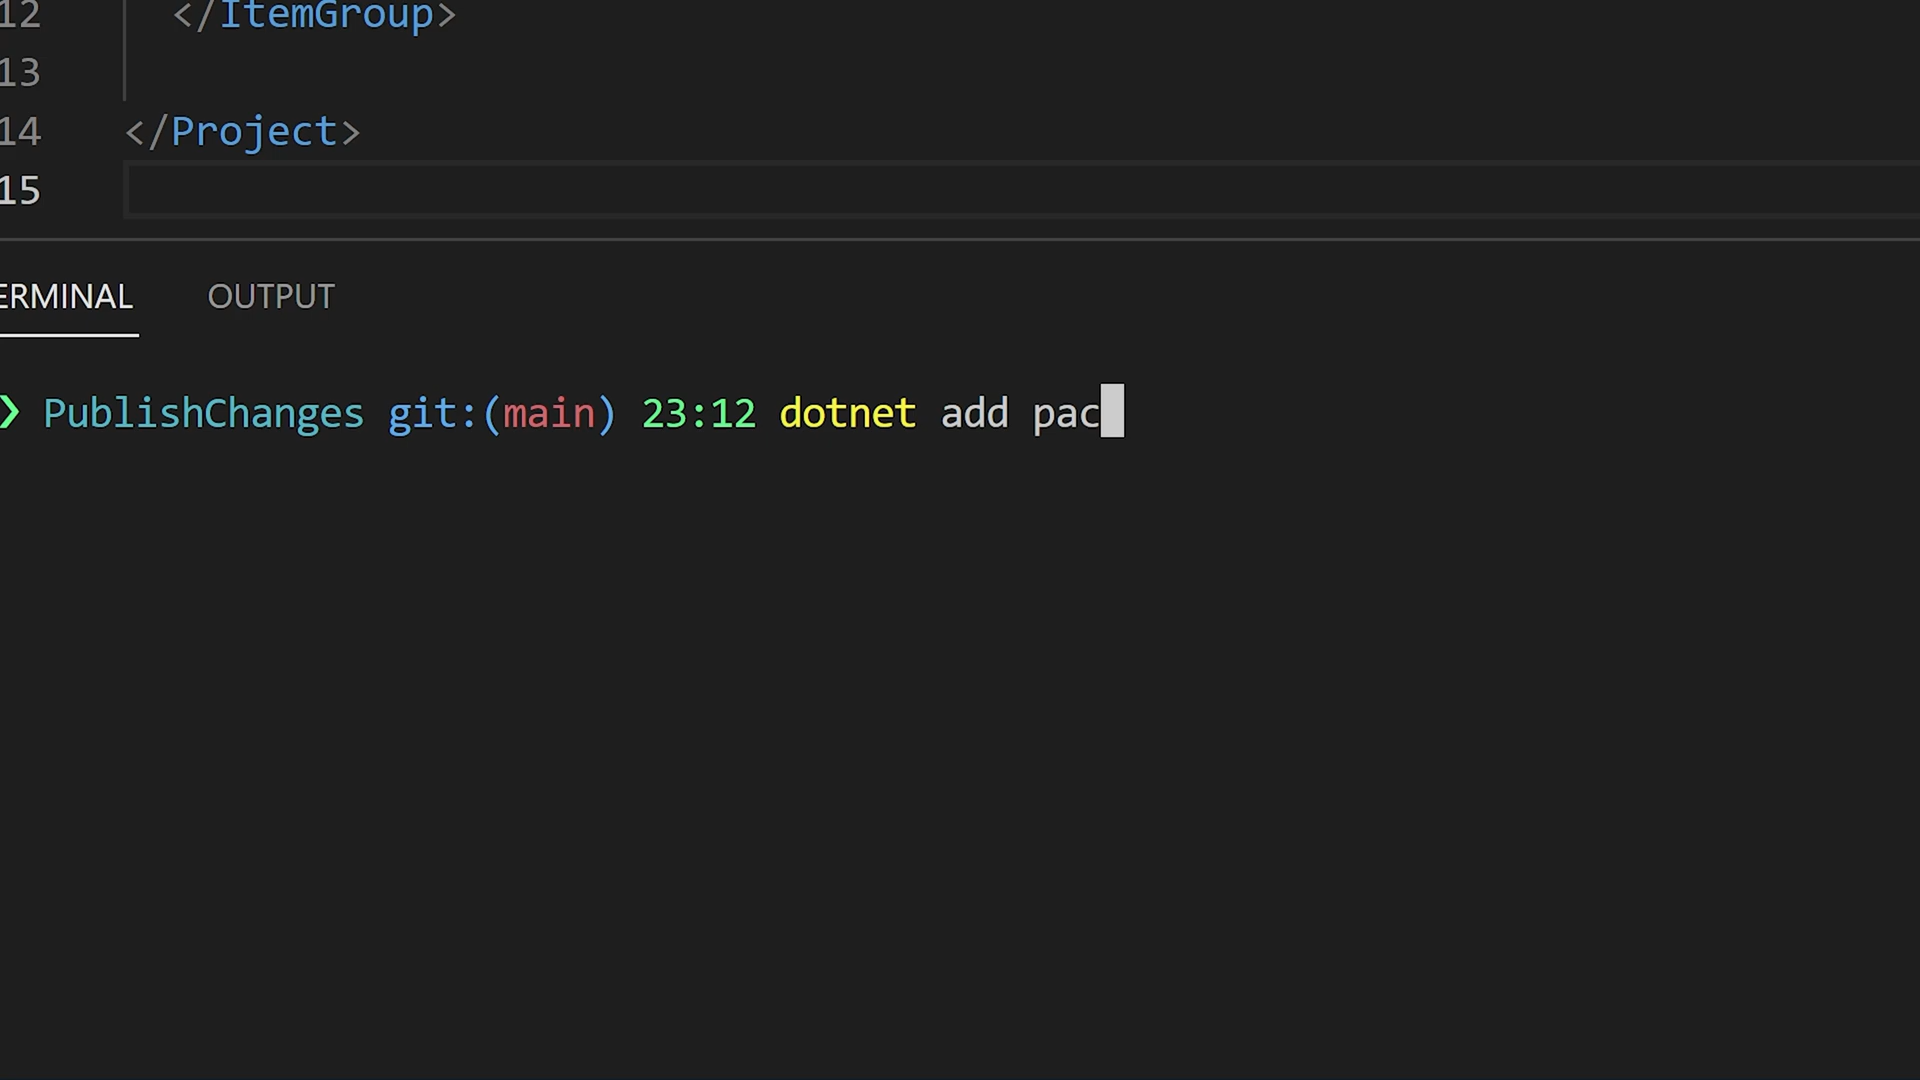 12 </ItemGroup>
13
14 </Project>
15
ERMINAL OUTPUT
❯ PublishChanges git:(main) 23:12 dotnet add pac